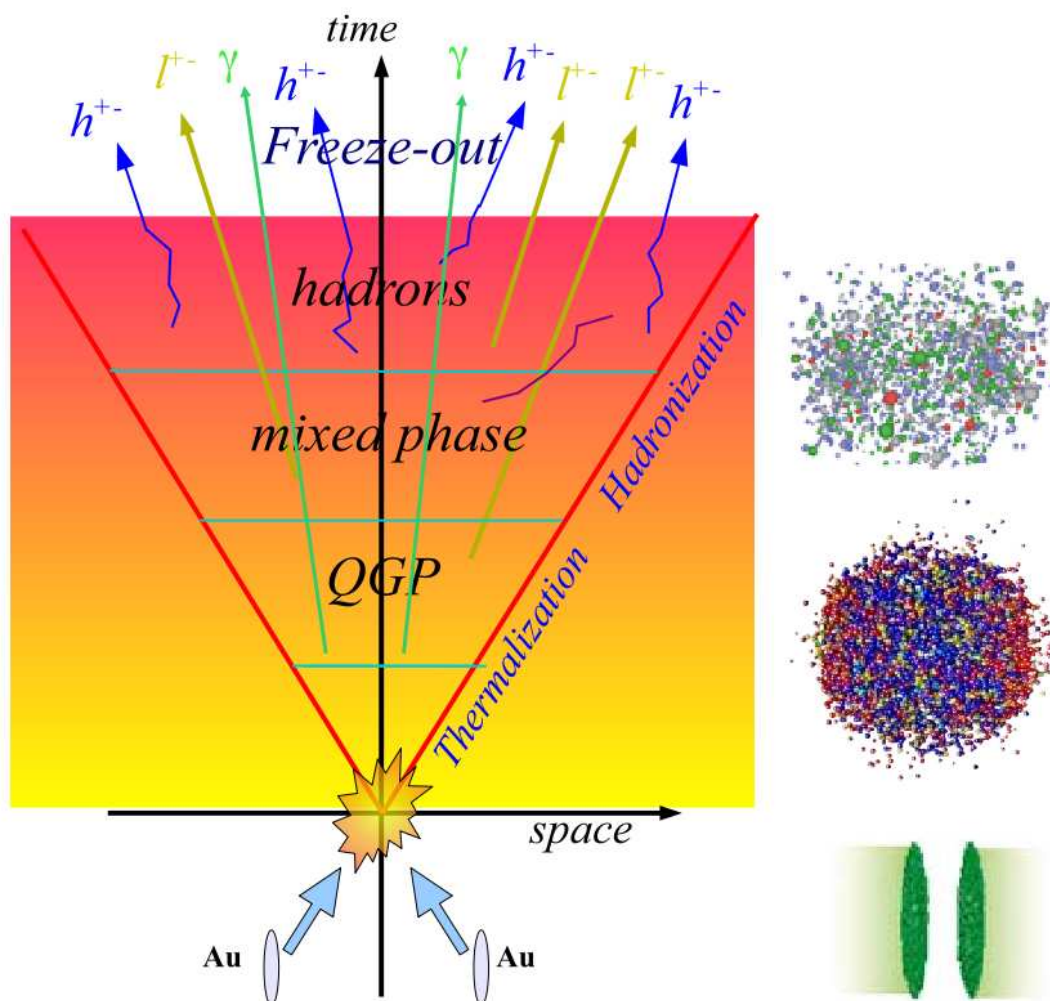 time
l⁺⁻ γ h⁺⁻ γ h⁺⁻ l⁺⁻ l⁺⁻ h⁺⁻
h⁺⁻
Freeze-out
hadrons
Hadronization
mixed phase
QGP
Thermalization
space
Au Au